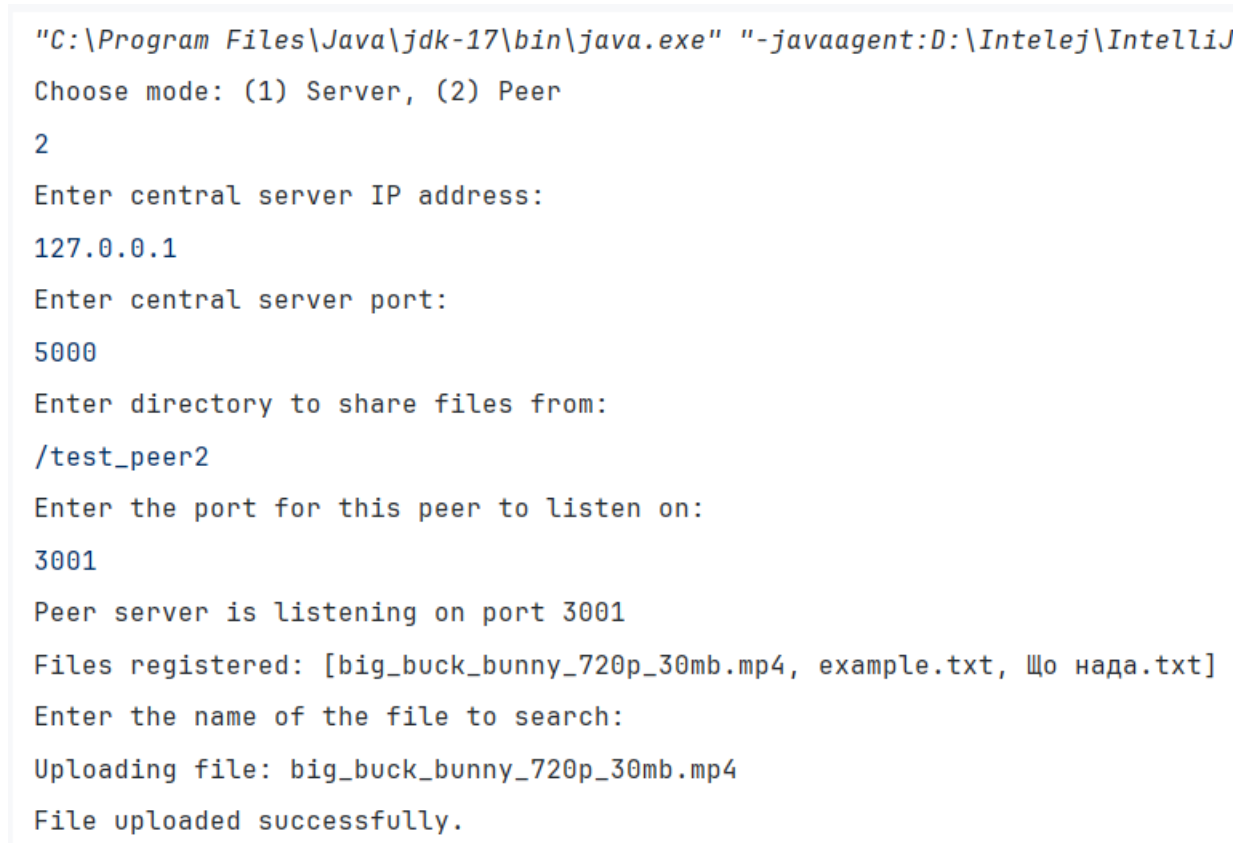 "C:\Program Files\Java\jdk-17\bin\java.exe" "-javaagent:D:\Intelej\IntelliJ
Choose mode: (1) Server, (2) Peer
2
Enter central server IP address:
127.0.0.1
Enter central server port:
5000
Enter directory to share files from:
/test_peer2
Enter the port for this peer to listen on:
3001
Peer server is listening on port 3001
Files registered: [big_buck_bunny_720p_30mb.mp4, example.txt, Що нада.txt]
Enter the name of the file to search:
Uploading file: big_buck_bunny_720p_30mb.mp4
File uploaded successfully.